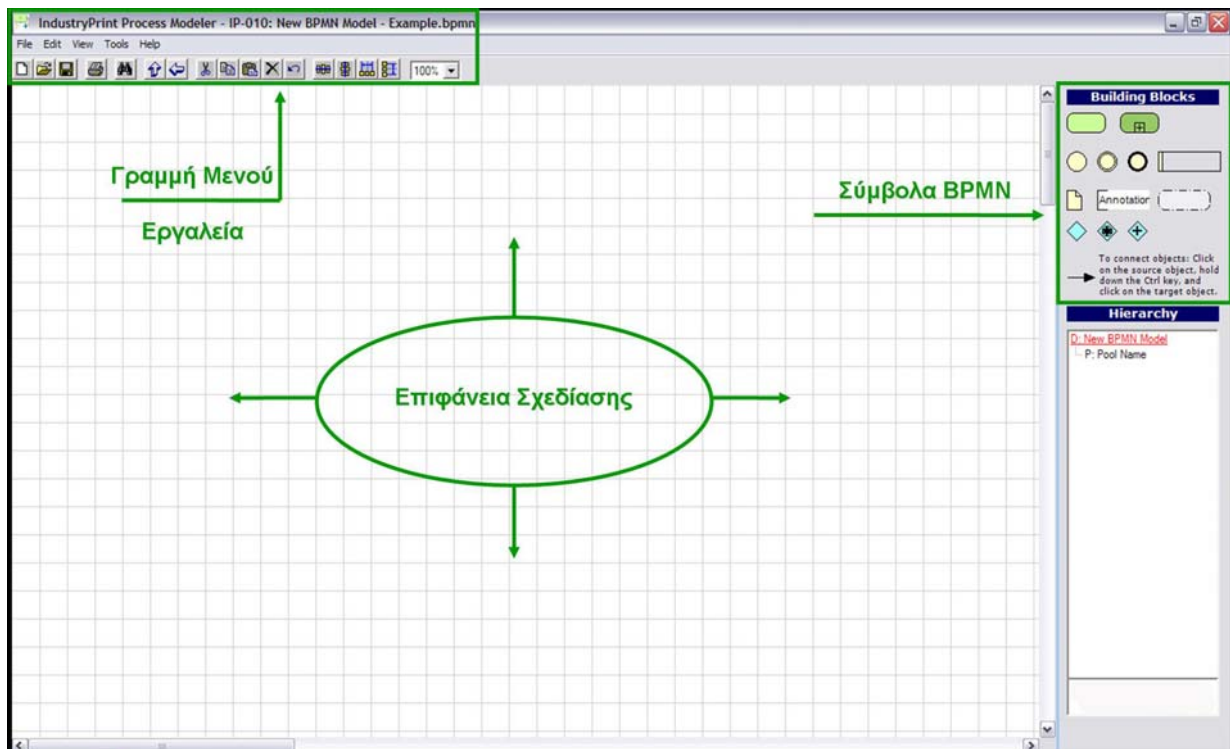 IndustryPrint Process Modeler - IP-010: New BPMN Model - Example.bpmn
File Edit View Tools Help
100%
Γραμμή Μενού
Εργαλεία
Σύμβολα BPMN
Επιφάνεια Σχεδίασης
Building Blocks
Annotation
To connect objects: Click
on the source object, hold
down the Ctrl key, and
click on the target object.
Hierarchy
D: New BPMN Model
P: Pool Name